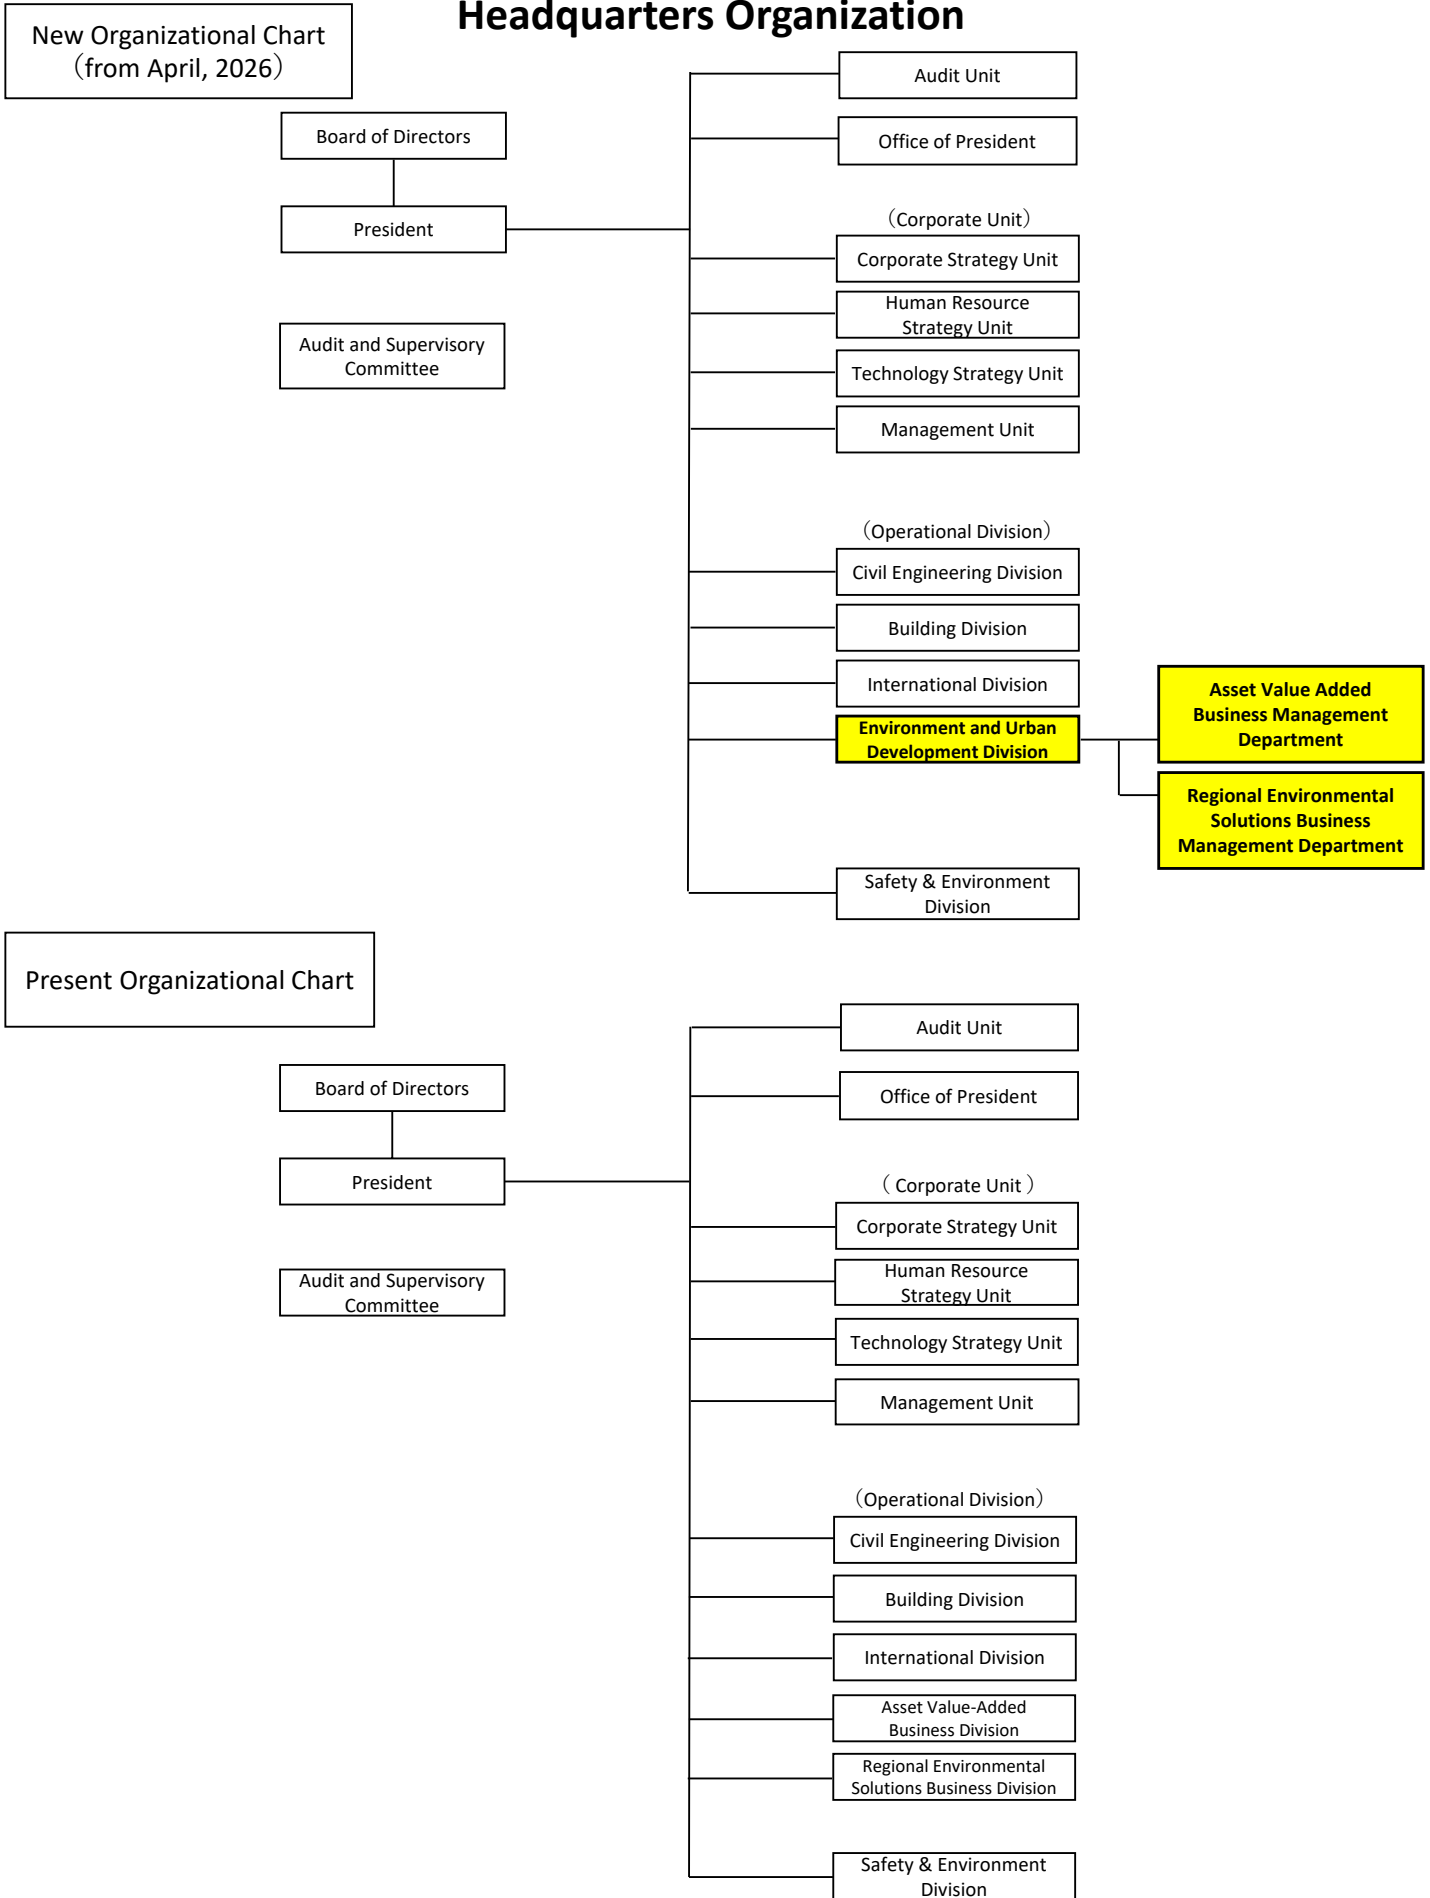 Headquarters Organization
New Organizational Chart
（from April, 2026）
Audit Unit
Board of Directors
Office of President
President
（Corporate Unit）
Corporate Strategy Unit
Human Resource
Strategy Unit
Audit and Supervisory
Committee
Technology Strategy Unit
Management Unit
（Operational Division）
Civil Engineering Division
Building Division
International Division
Environment and Urban
Development Division
Asset Value Added
Business Management
Department
Regional Environmental
Solutions Business
Management Department
Safety & Environment
Division
Present Organizational Chart
Audit Unit
Board of Directors
Office of President
President
（ Corporate Unit ）
Corporate Strategy Unit
Human Resource
Strategy Unit
Audit and Supervisory
Committee
Technology Strategy Unit
Management Unit
（Operational Division）
Civil Engineering Division
Building Division
International Division
Asset Value-Added
Business Division
Regional Environmental
Solutions Business Division
Safety & Environment
Division